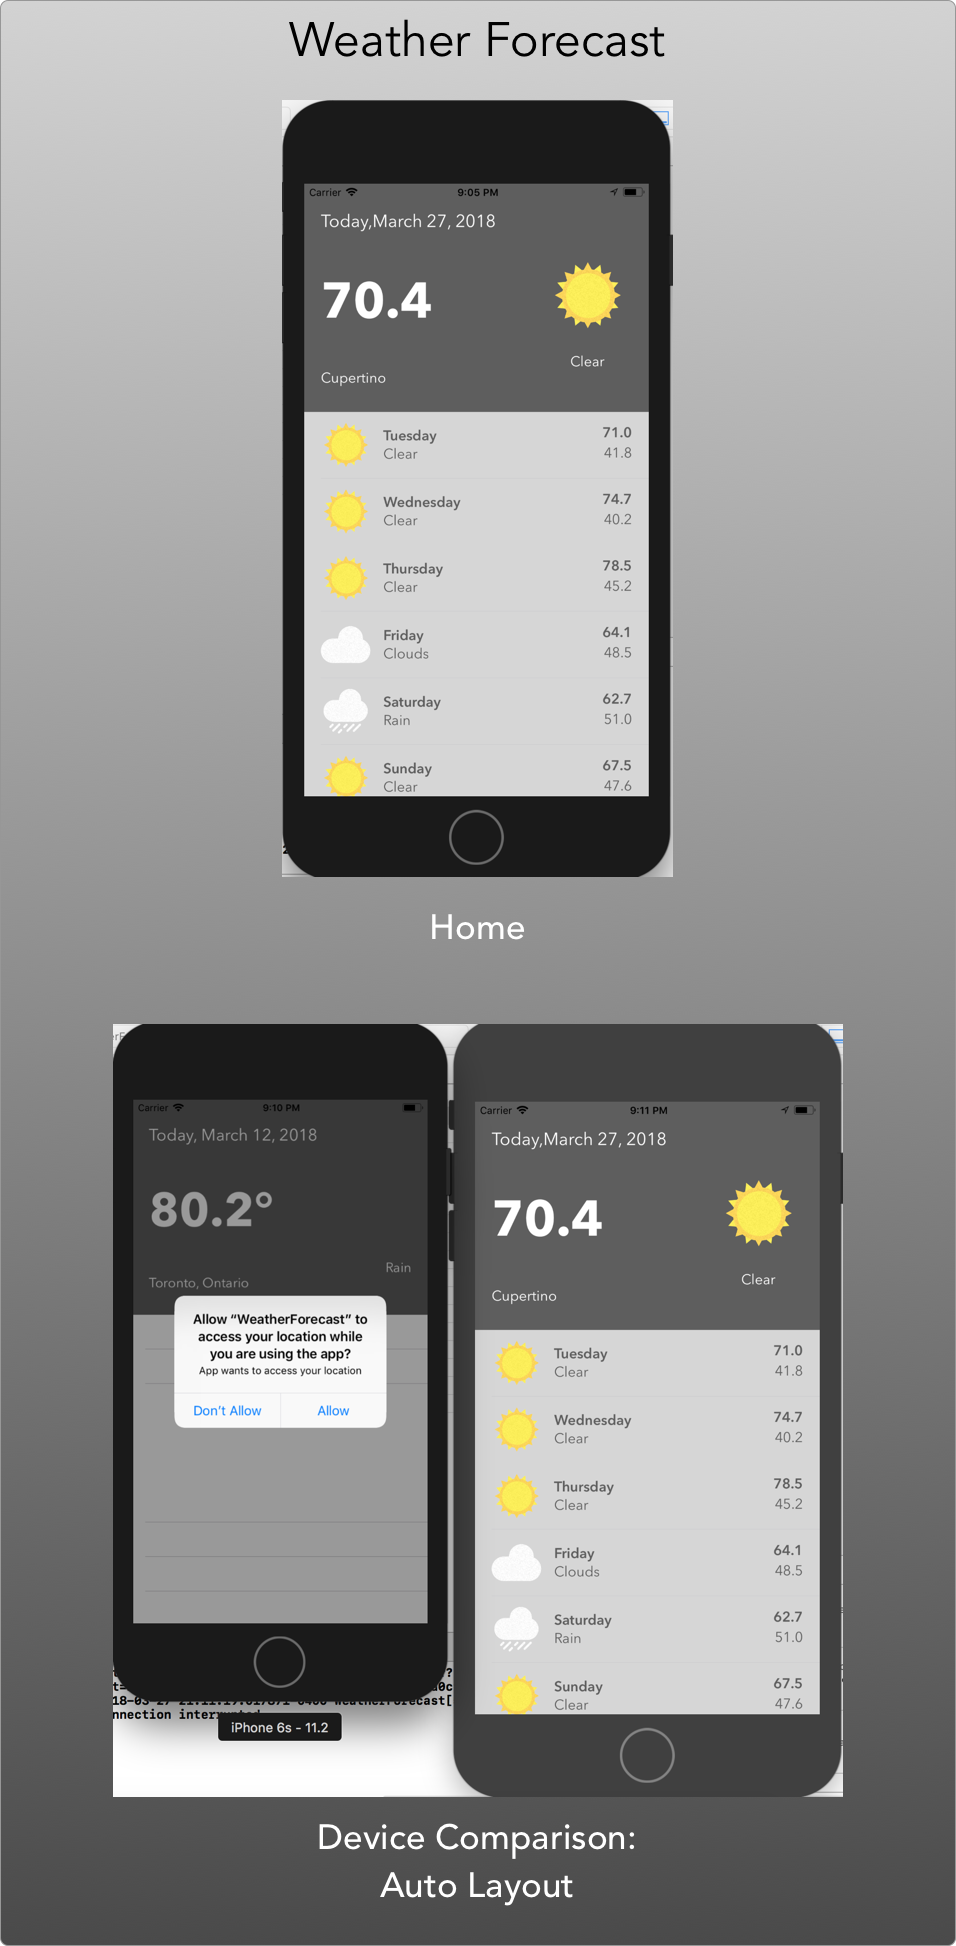 Weather Forecast
Carrier 9:05 PM
Today,March 27, 2018
70.4
Clear
Cupertino
Tuesday 71.0
Clear 41.8
Wednesday 74.7
Clear 40.2
Thursday 78.5
Clear 45.2
Friday 64.1
Clouds 48.5
Saturday 62.7
Rain 51.0
Sunday 67.5
Clear 47.6
Home
Carrier 9:10 PM
Today, March 12, 2018
80.2°
Rain
Toronto, Ontario
Allow “WeatherForecast” to
access your location while
you are using the app?
App wants to access your location
Don’t Allow Allow
iPhone 6s - 11.2
Carrier 9:11 PM
Today,March 27, 2018
70.4
Clear
Cupertino
Tuesday 71.0
Clear 41.8
Wednesday 74.7
Clear 40.2
Thursday 78.5
Clear 45.2
Friday 64.1
Clouds 48.5
Saturday 62.7
Rain 51.0
Sunday 67.5
Clear 47.6
Device Comparison:
Auto Layout